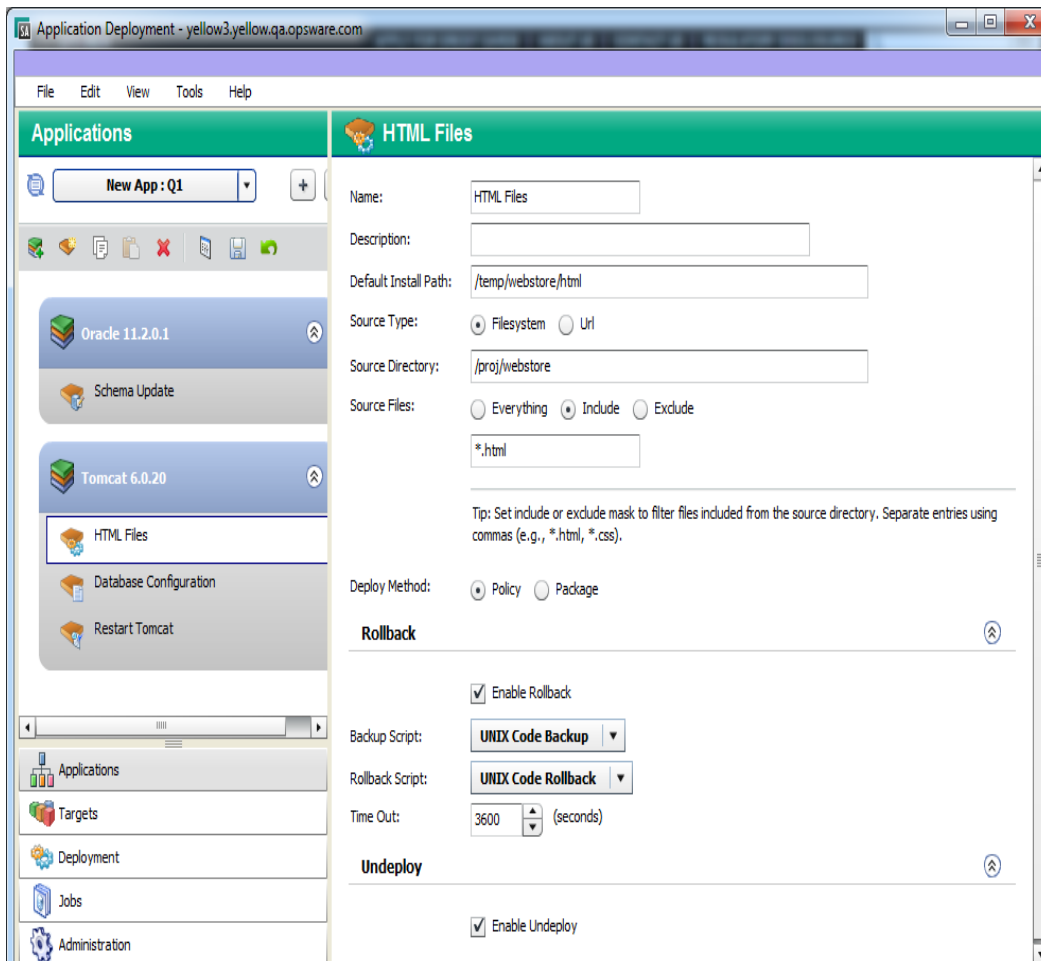 SA Application Deployment - yellow3.yellow.qa.opsware.com
File Edit View Tools Help
Applications
New App : Q1
Oracle 11.2.0.1
Schema Update
Tomcat 6.0.20
HTML Files
Database Configuration
Restart Tomcat
Applications
Targets
Deployment
Jobs
Administration
HTML Files
Name: HTML Files
Description:
Default Install Path: /temp/webstore/html
Source Type: Filesystem Url
Source Directory: /proj/webstore
Source Files: Everything Include Exclude
*.html
Tip: Set include or exclude mask to filter files included from the source directory. Separate entries using
commas (e.g., *.html, *.css).
Deploy Method: Policy Package
Rollback
Enable Rollback
Backup Script: UNIX Code Backup
Rollback Script: UNIX Code Rollback
Time Out: 3600 (seconds)
Undeploy
Enable Undeploy